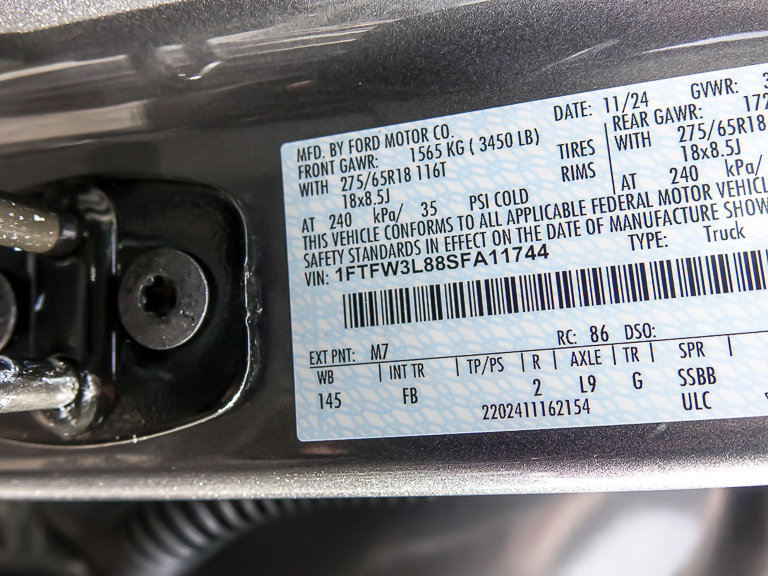 MFD. BY FORD MOTOR CO. DATE: 11/24 GVWR:
FRONT GAWR: 1565 KG ( 3450 LB) REAR GAWR: 172
WITH 275/65R18 116T TIRES WITH 275/65R18
18x8.5J RIMS 18x8.5J
AT 240 kPa/ 35 PSI COLD AT 240 kPa/
THIS VEHICLE CONFORMS TO ALL APPLICABLE FEDERAL MOTOR VEHICL
SAFETY STANDARDS IN EFFECT ON THE DATE OF MANUFACTURE SHOW
VIN: 1FTFW3L88SFA11744 TYPE: Truck
EXT PNT: M7 RC: 86 DSO:
WB | INT TR | TP/PS | R | AXLE | TR | SPR |
145 FB 2 L9 G SSBB
2202411162154 ULC